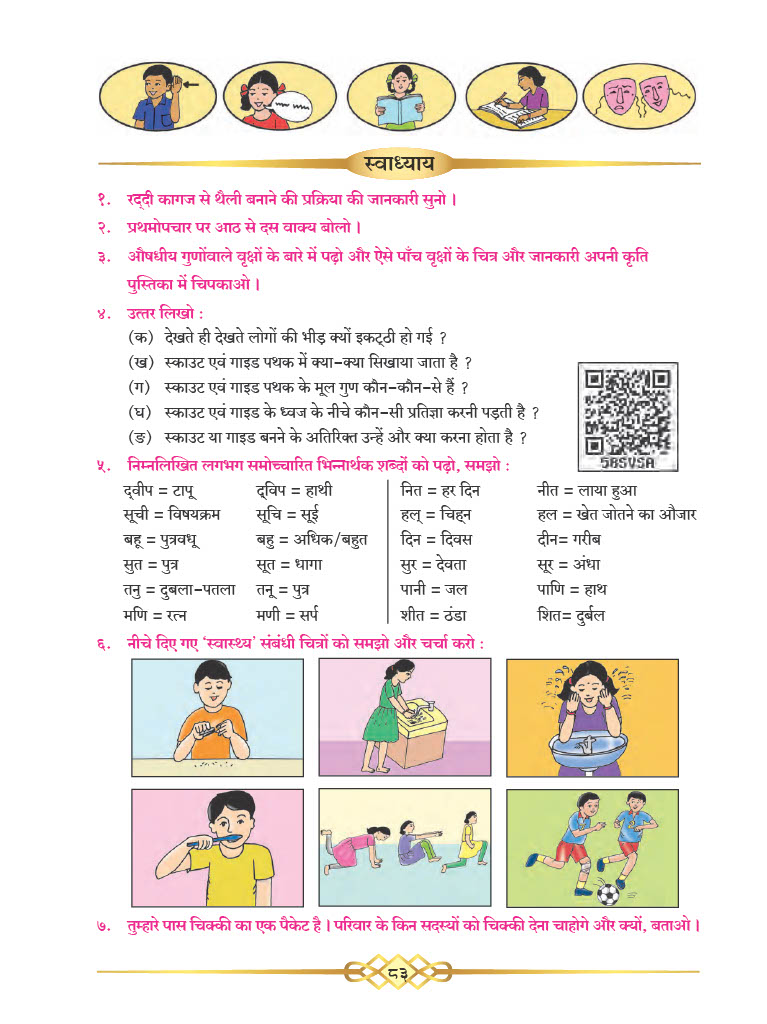 स्वाध्याय
१. रद्दी कागज से थैली बनाने की प्रक्रिया की जानकारी सुनो ।
२. प्रथमोपचार पर आठ से दस वाक्य बोलो ।
३. औषधीय गुणोंवाले वृक्षों के बारे में पढ़ो और ऐसे पाँच वृक्षों के चित्र और जानकारी अपनी कृति
पुस्तिका में चिपकाओ ।
४. उत्तर लिखो :
(क) देखते ही देखते लोगों की भीड़ क्यों इकट्ठी हो गई ?
(ख) स्काउट एवं गाइड पथक में क्या-क्या सिखाया जाता है ?
(ग) स्काउट एवं गाइड पथक के मूल गुण कौन-कौन-से हैं ?
(घ) स्काउट एवं गाइड के ध्वज के नीचे कौन-सी प्रतिज्ञा करनी पड़ती है ?
(ङ) स्काउट या गाइड बनने के अतिरिक्त उन्हें और क्या करना होता है ?
58SVSA
५. निम्नलिखित लगभग समोच्चारित भिन्नार्थक शब्दों को पढ़ो, समझो :
द्वीप = टापू द्विप = हाथी नित = हर दिन नीत = लाया हुआ
सूची = विषयक्रम सूचि = सूई हल् = चिह्न हल = खेत जोतने का औजार
बहू = पुत्रवधू बहु = अधिक/बहुत दिन = दिवस दीन= गरीब
सुत = पुत्र सूत = धागा सुर = देवता सूर = अंधा
तनु = दुबला-पतला तनू = पुत्र पानी = जल पाणि = हाथ
मणि = रत्न मणी = सर्प शीत = ठंडा शित= दुर्बल
६. नीचे दिए गए ‘स्वास्थ्य’ संबंधी चित्रों को समझो और चर्चा करो :
७. तुम्हारे पास चिक्की का एक पैकेट है । परिवार के किन सदस्यों को चिक्की देना चाहोगे और क्यों, बताओ ।
८३